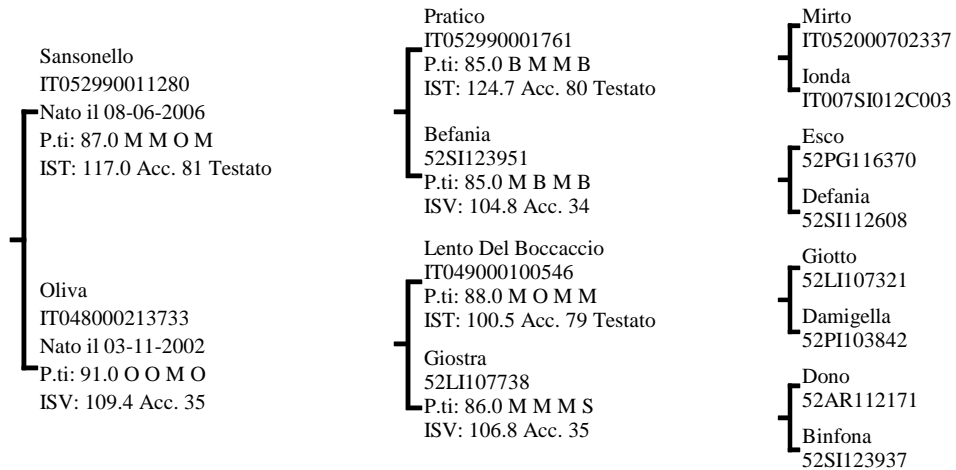 Sansonello
IT052990011280
Nato il 08-06-2006
P.ti: 87.0 M M O M
IST: 117.0 Acc. 81 Testato
Oliva
IT048000213733
Nato il 03-11-2002
P.ti: 91.0 O O M O
ISV: 109.4 Acc. 35
Pratico
IT052990001761
P.ti: 85.0 B M M B
IST: 124.7 Acc. 80 Testato
Befania
52SI123951
P.ti: 85.0 M B M B
ISV: 104.8 Acc. 34
Lento Del Boccaccio
IT049000100546
P.ti: 88.0 M O M M
IST: 100.5 Acc. 79 Testato
Giostra
52LI107738
P.ti: 86.0 M M M S
ISV: 106.8 Acc. 35
Mirto
IT052000702337
Ionda
IT007SI012C003
Esco
52PG116370
Defania
52SI112608
Giotto
52LI107321
Damigella
52PI103842
Dono
52AR112171
Binfona
52SI123937